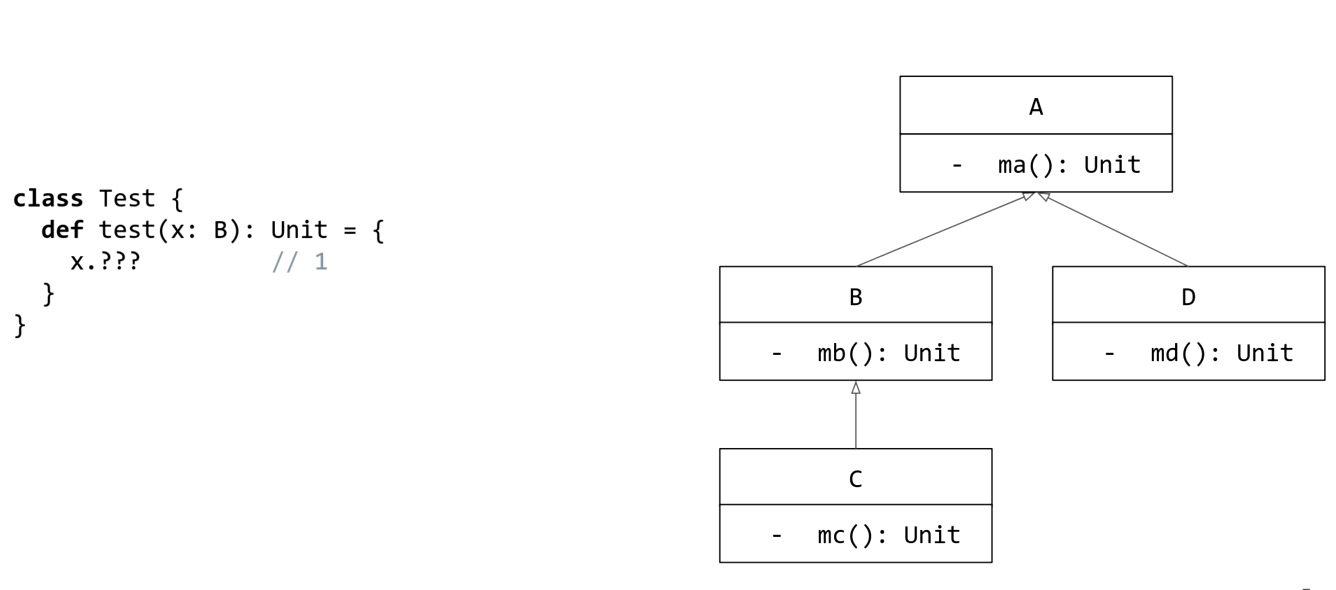 class Test {
def test(x: B): Unit = {
x.??? // 1
}
}
A
- ma(): Unit
B
- mb(): Unit
D
- md(): Unit
C
- mc(): Unit